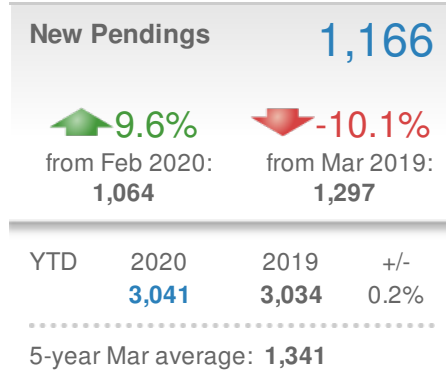 New Pendings 1,166
9.6% -10.1%
from Feb 2020: from Mar 2019:
1,064 1,297
YTD 2020 2019 +/-
3,041 3,034 0.2%
5-year Mar average: 1,341